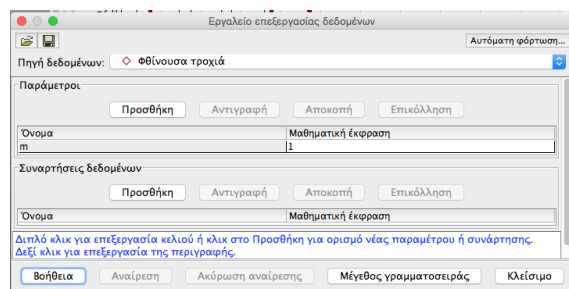 Εργαλείο επεξεργασίας δεδομένων
Αυτόματη φόρτωση...
Πηγή δεδομένων: Φθίνουσα τροχιά
Παράμετροι
Προσθήκη Αντιγραφή Αποκοπή Επικόλληση
Όνομα Μαθηματική έκφραση
m 1
Συναρτήσεις δεδομένων
Προσθήκη Αντιγραφή Αποκοπή Επικόλληση
Όνομα Μαθηματική έκφραση
Διπλό κλικ για επεξεργασία κελιού ή κλικ στο Προσθήκη για ορισμό νέας παραμέτρου ή συνάρτησης.
Δεξί κλικ για επεξεργασία της περιγραφής.
Βοήθεια Αναίρεση Ακύρωση αναίρεσης Μέγεθος γραμματοσειράς Κλείσιμο